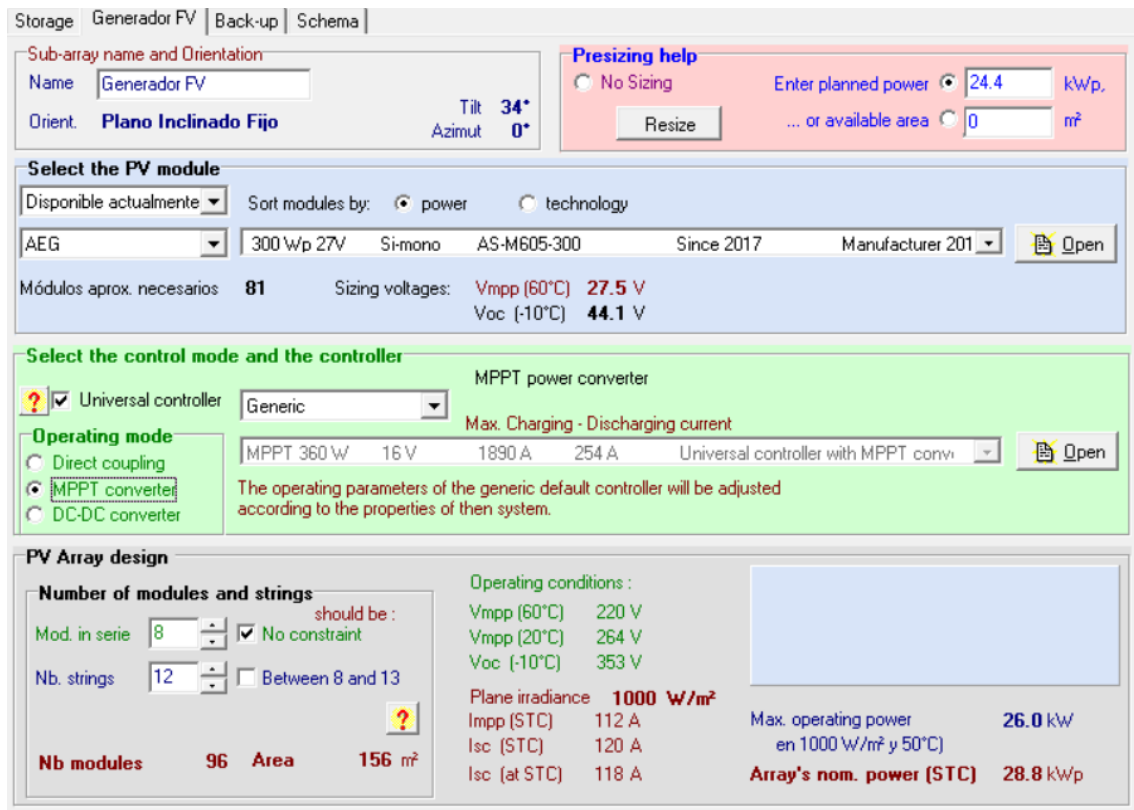 Storage Generador FV Back-up Schema
Sub-array name and Orientation
Name Generador FV
Orient. Plano Inclinado Fijo
Tilt 34°
Azimut 0°
Presizing help
No Sizing
Enter planned power 24.4 kWp,
Resize
... or available area 0 m²
Select the PV module
Disponible actualmente Sort modules by: power technology
AEG 300 Wp 27V Si-mono AS-M605-300 Since 2017 Manufacturer 201 Open
Módulos aprox. necesarios 81 Sizing voltages: Vmpp (60°C) 27.5 V
Voc (-10°C) 44.1 V
Select the control mode and the controller
MPPT power converter
? Universal controller Generic
Max. Charging - Discharging current
Operating mode
MPPT 360 W 16 V 1890 A 254 A Universal controller with MPPT conv Open
Direct coupling
MPPT converter
DC-DC converter
The operating parameters of the generic default controller will be adjusted
according to the properties of then system.
PV Array design
Number of modules and strings
should be :
Mod. in serie 8 No constraint
Nb. strings 12 Between 8 and 13
?
Nb modules 96 Area 156 m²
Operating conditions :
Vmpp (60°C) 220 V
Vmpp (20°C) 264 V
Voc (-10°C) 353 V
Plane irradiance 1000 W/m²
Impp (STC) 112 A
Isc (STC) 120 A
Isc (at STC) 118 A
Max. operating power 26.0 kW
en 1000 W/m² y 50°C)
Array's nom. power (STC) 28.8 kWp